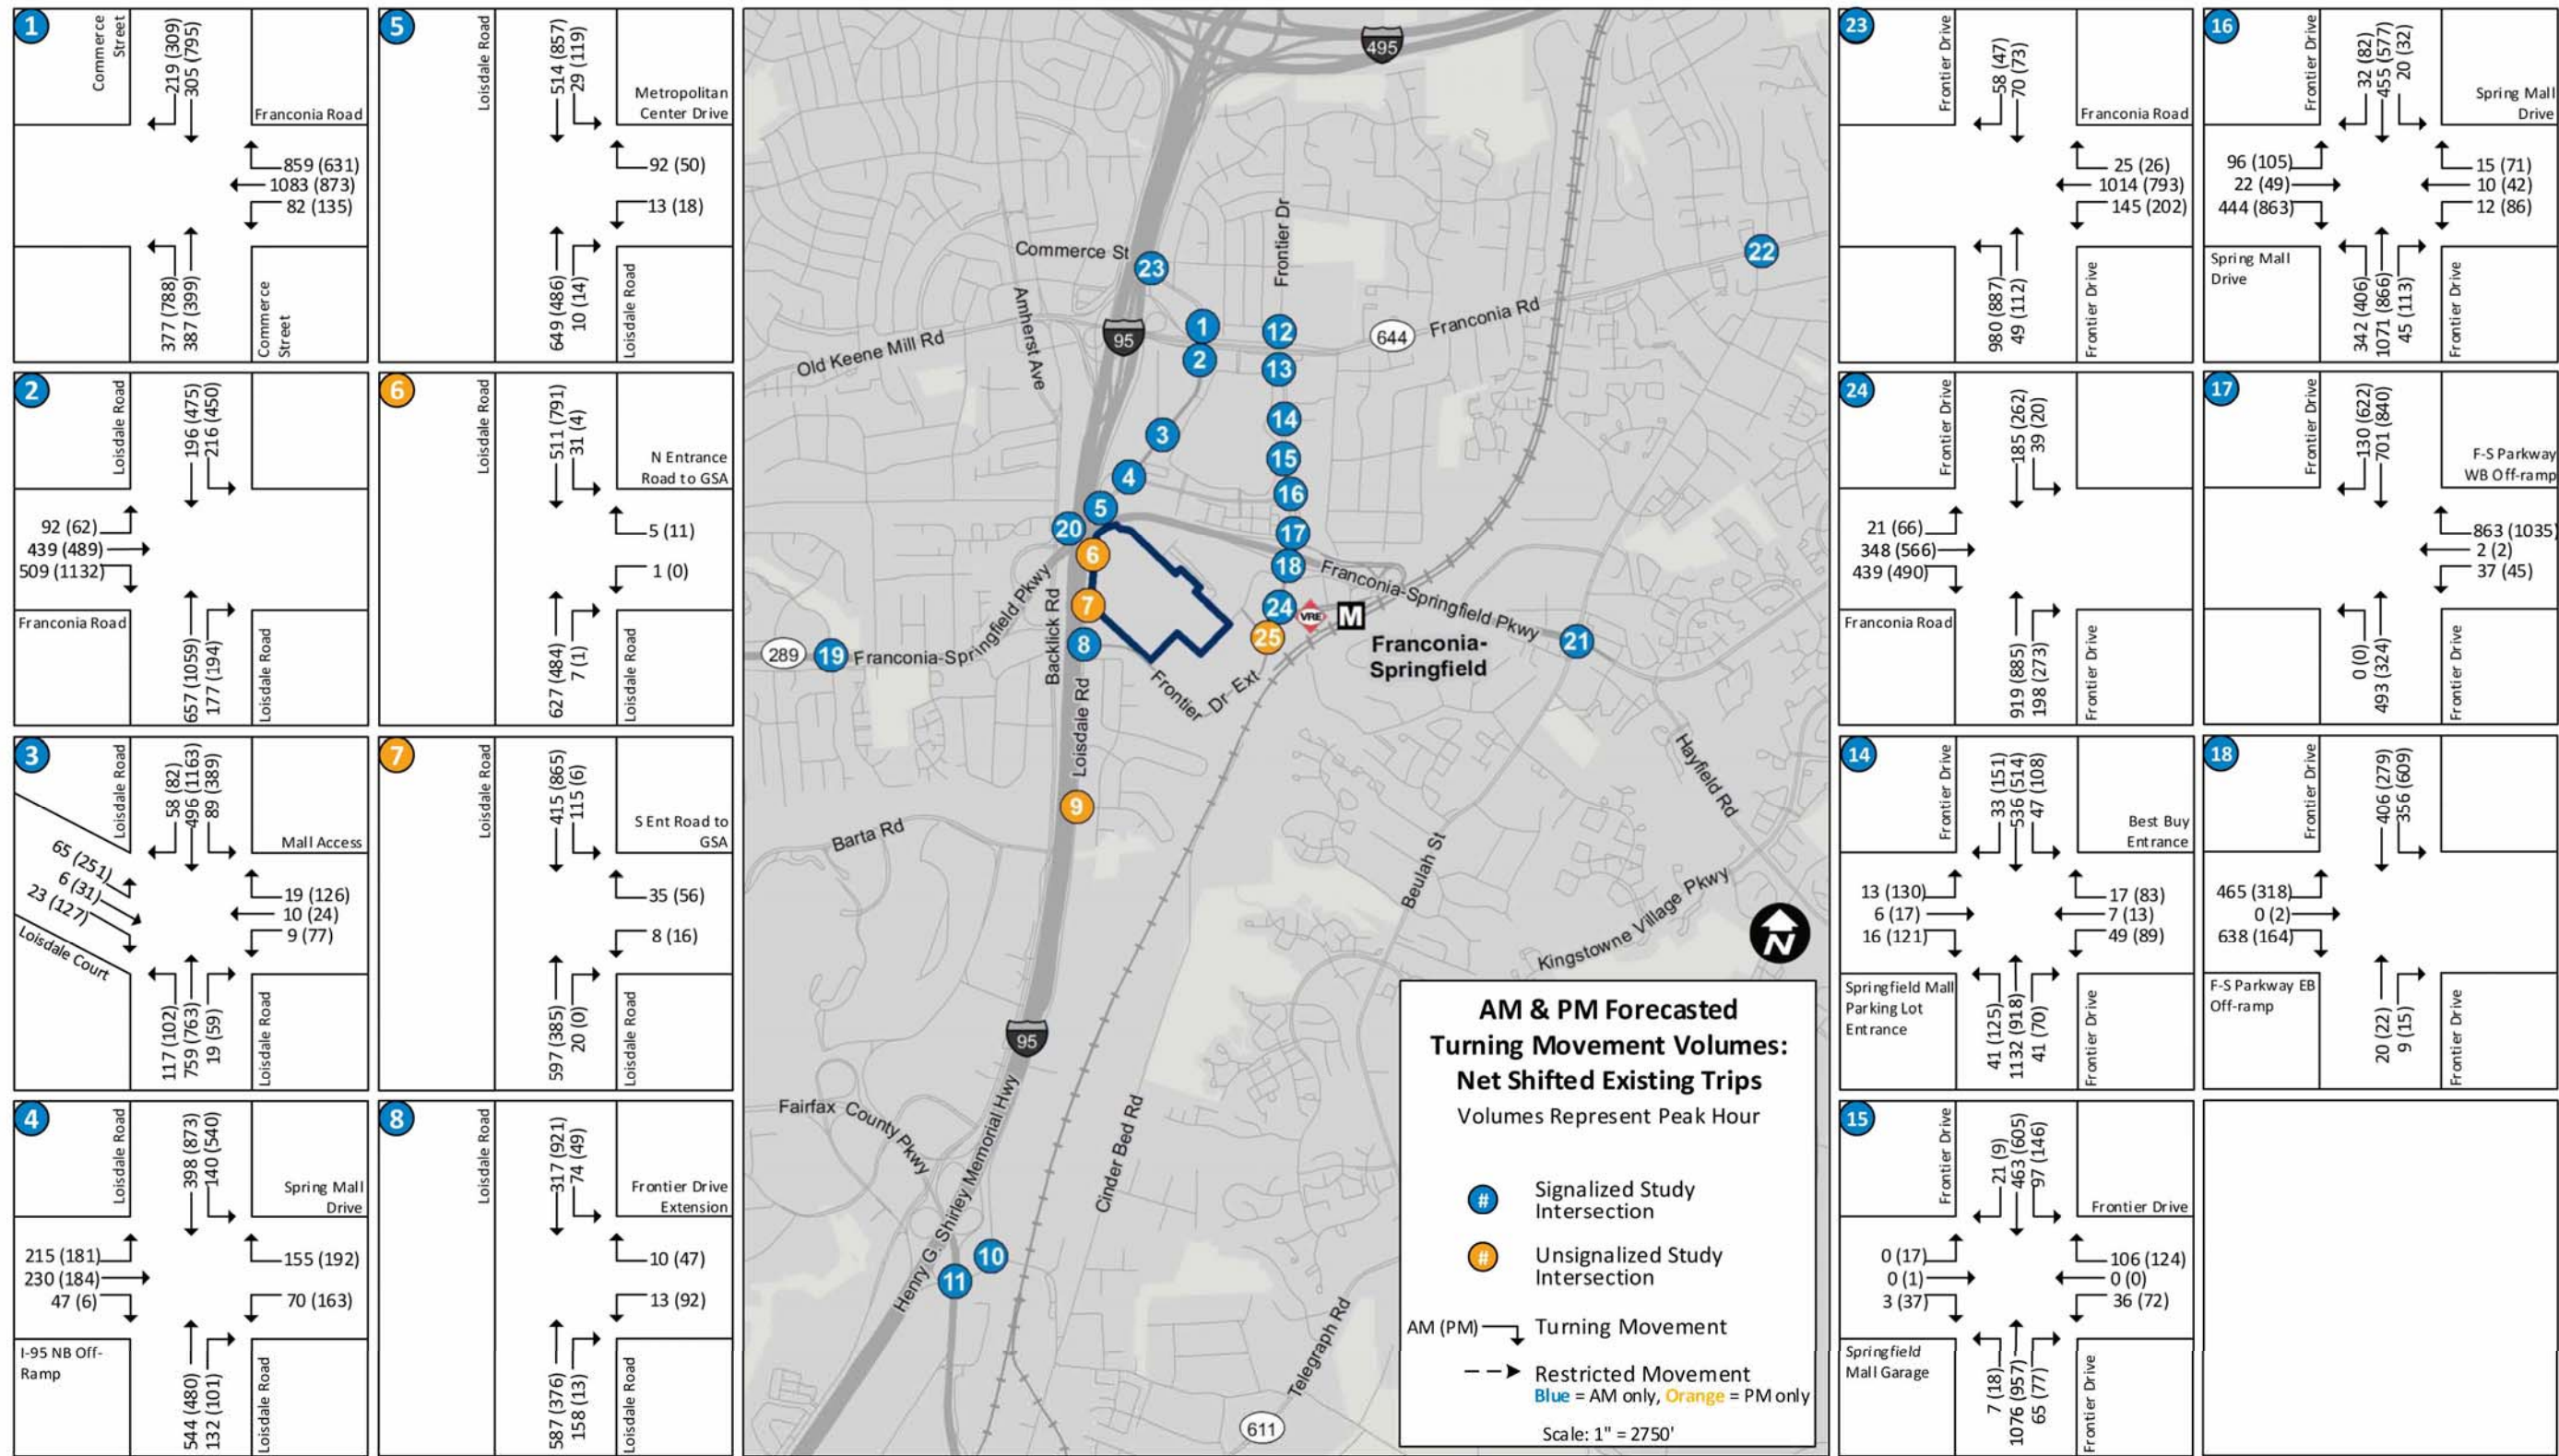 1
Commerce
Street
219 (309)
305 (795)
Franconia Road
859 (631)
1083 (873)
82 (135)
377 (788)
387 (399)
Commerce
Street
2
Loisdale Road
196 (475)
216 (450)
92 (62)
439 (489)
509 (1132)
Franconia Road
657 (1059)
177 (194)
Loisdale Road
3
Loisdale Road
58 (82)
496 (1163)
89 (389)
Mall Access
65 (251)
6 (31)
23 (127)
19 (126)
10 (24)
9 (77)
Loisdale Court
117 (102)
759 (763)
19 (59)
Loisdale Road
4
Loisdale Road
398 (873)
140 (540)
Spring Mall
Drive
215 (181)
230 (184)
47 (6)
155 (192)
70 (163)
I-95 NB Off-
Ramp
544 (480)
132 (101)
Loisdale Road
5
Loisdale Road
514 (857)
29 (119)
Metropolitan
Center Drive
92 (50)
13 (18)
649 (486)
10 (14)
Loisdale Road
6
Loisdale Road
511 (791)
31 (4)
N Entrance
Road to GSA
5 (11)
1 (0)
627 (484)
7 (1)
Loisdale Road
7
Loisdale Road
415 (865)
115 (6)
S Ent Road to
GSA
35 (56)
8 (16)
597 (385)
20 (0)
Loisdale Road
8
Loisdale Road
317 (921)
74 (49)
Frontier Drive
Extension
10 (47)
13 (92)
587 (376)
158 (13)
Loisdale Road
495
Commerce St
23
Frontier Dr
22
Amherst Ave
95
1
12
644
Franconia Rd
Old Keene Mill Rd
2
13
14
3
15
4
16
5
20
17
6
18
Franconia-Springfield Pkwy
7
24
VRE
M
Backlick Rd
8
25
Franconia-
Springfield
21
289
19
Franconia-Springfield Pkwy
Frontier Dr Ext
Loisdale Rd
Hayfield Rd
9
Barta Rd
Beulah St
Kingstowne Village Pkwy
N
95
Fairfax County Pkwy
Henry G. Shirley Memorial Hwy
Cinder Bed Rd
10
11
Telegraph Rd
611
AM & PM Forecasted
Turning Movement Volumes:
Net Shifted Existing Trips
Volumes Represent Peak Hour
# Signalized Study
Intersection
# Unsignalized Study
Intersection
AM (PM) Turning Movement
Restricted Movement
Blue = AM only, Orange = PM only
Scale: 1" = 2750'
23
Frontier Drive
58 (47)
70 (73)
Franconia Road
25 (26)
1014 (793)
145 (202)
980 (887)
49 (112)
Frontier Drive
24
Frontier Drive
185 (262)
39 (20)
21 (66)
348 (566)
439 (490)
Franconia Road
919 (885)
198 (273)
Frontier Drive
14
Frontier Drive
33 (151)
536 (514)
47 (108)
Best Buy
Entrance
13 (130)
6 (17)
16 (121)
17 (83)
7 (13)
49 (89)
Springfield Mall
Parking Lot
Entrance
41 (125)
1132 (918)
41 (70)
Frontier Drive
15
Frontier Drive
21 (9)
463 (605)
97 (146)
Frontier Drive
0 (17)
0 (1)
3 (37)
106 (124)
0 (0)
36 (72)
Springfield
Mall Garage
7 (18)
1076 (957)
65 (77)
Frontier Drive
16
Frontier Drive
32 (82)
455 (577)
20 (32)
Spring Mall
Drive
96 (105)
22 (49)
444 (863)
15 (71)
10 (42)
12 (86)
Spring Mall
Drive
342 (406)
1071 (866)
45 (113)
Frontier Drive
17
Frontier Drive
130 (622)
701 (840)
F-S Parkway
WB Off-ramp
863 (1035)
2 (2)
37 (45)
0 (0)
493 (324)
Frontier Drive
18
Frontier Drive
406 (279)
356 (609)
465 (318)
0 (2)
638 (164)
F-S Parkway EB
Off-ramp
20 (22)
9 (15)
Frontier Drive